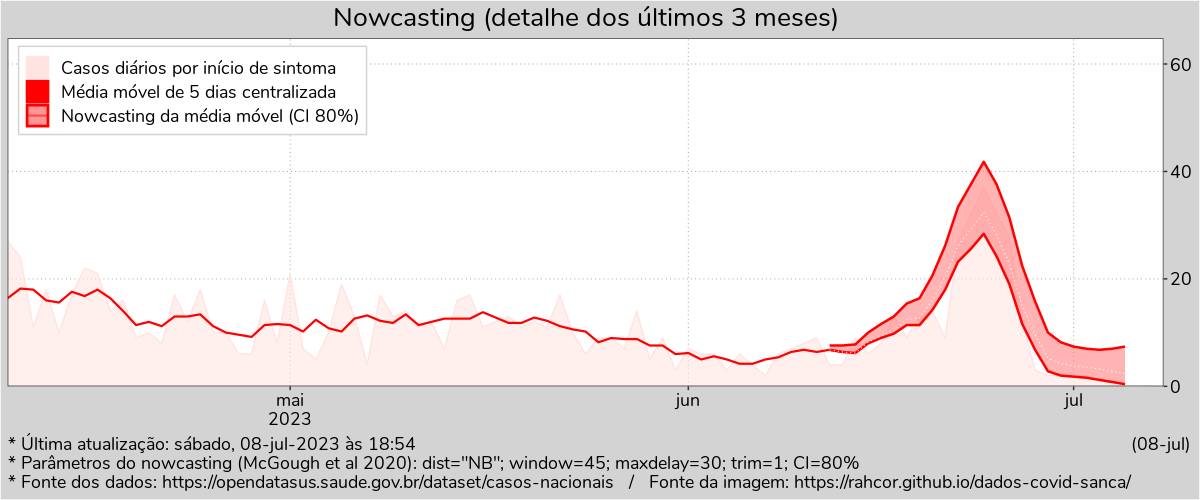 Nowcasting (detalhe dos últimos 3 meses)
Casos diários por início de sintoma
Média móvel de 5 dias centralizada
Nowcasting da média móvel (CI 80%)
60
40
20
0
mai
2023
jun
jul
* Última atualização: sábado, 08-jul-2023 às 18:54
(08-jul)
* Parâmetros do nowcasting (McGough et al 2020): dist="NB"; window=45; maxdelay=30; trim=1; CI=80%
* Fonte dos dados: https://opendatasus.saude.gov.br/dataset/casos-nacionais / Fonte da imagem: https://rahcor.github.io/dados-covid-sanca/